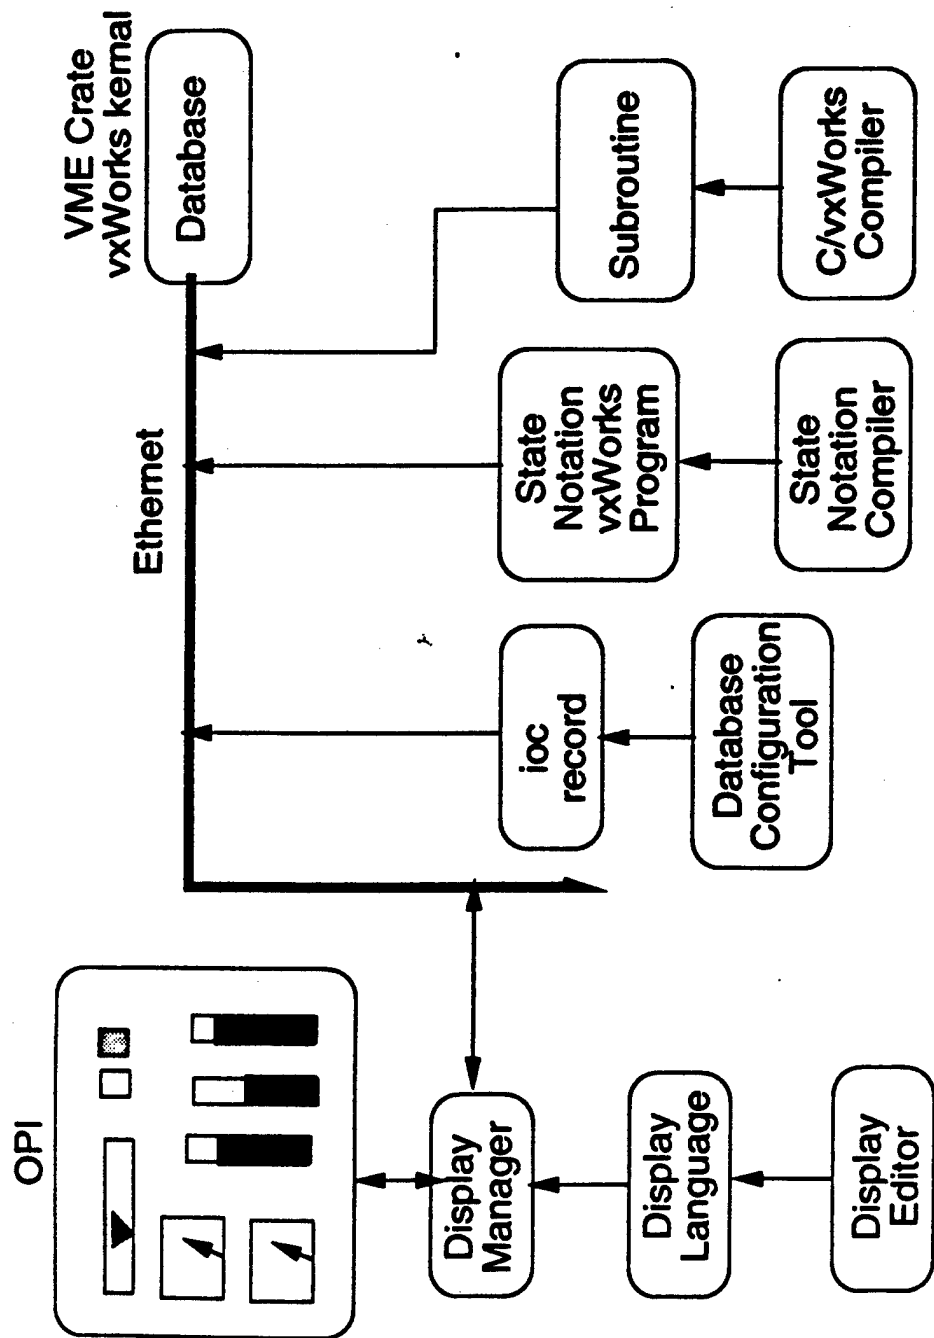 OPI
Display
Manager
Display
Language
Display
Editor
Ethernet
VME Crate
vxWorks kernal
Database
ioc
record
Database
Configuration
Tool
State
Notation
vxWorks
Program
State
Notation
Compiler
Subroutine
C/vxWorks
Compiler